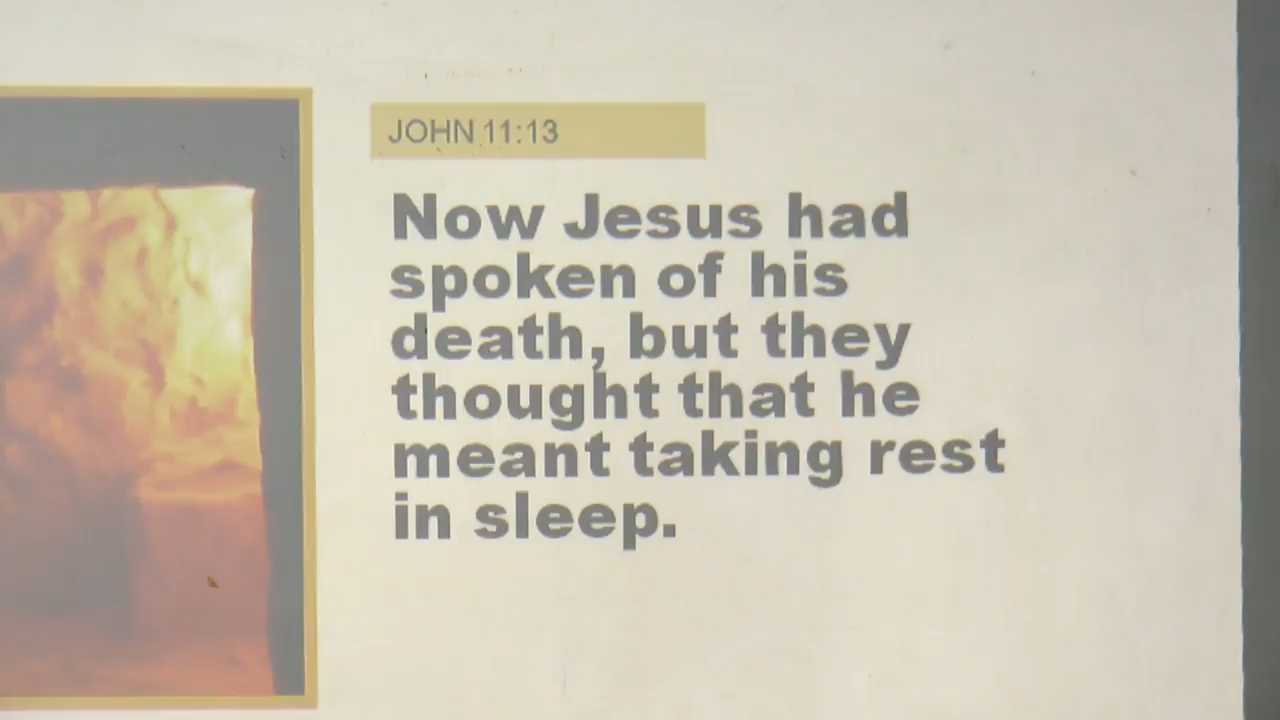 JOHN 11:13
Now Jesus had
spoken of his
death, but they
thought that he
meant taking rest
in sleep.